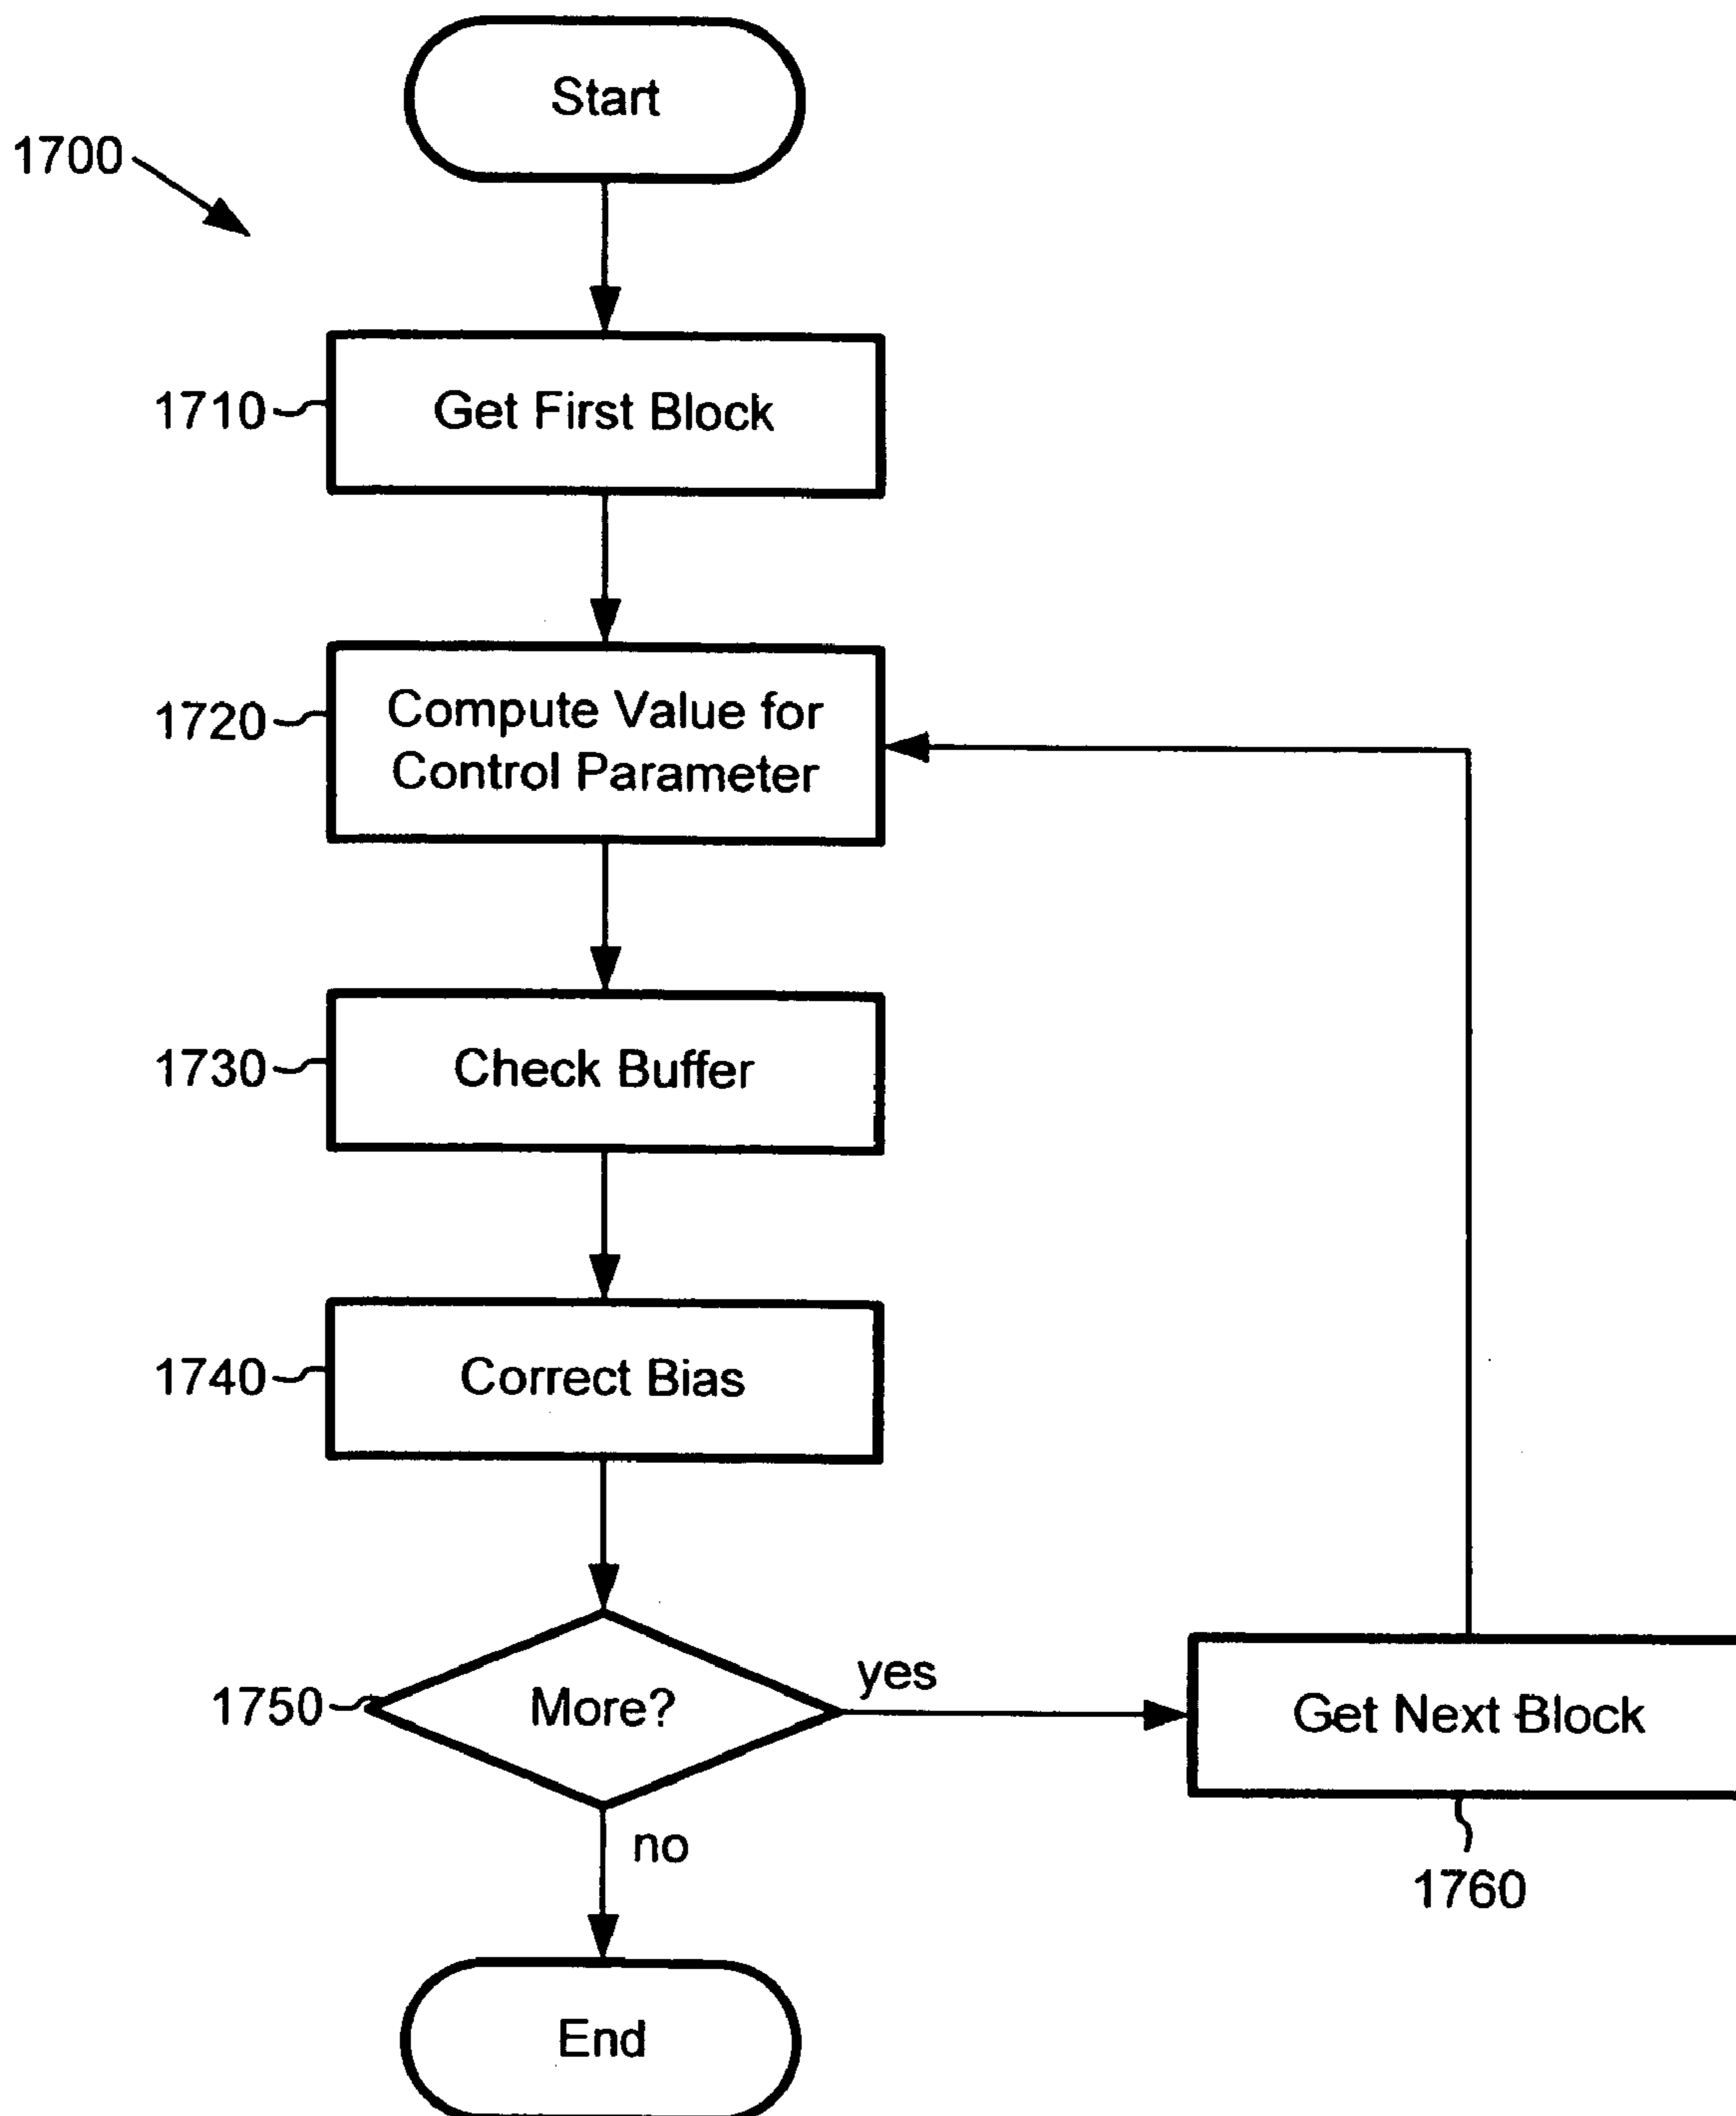 Start
1700
1710
Get First Block
1720
Compute Value for
Control Parameter
1730
Check Buffer
1740
Correct Bias
1750
More?
yes
Get Next Block
no
1760
End